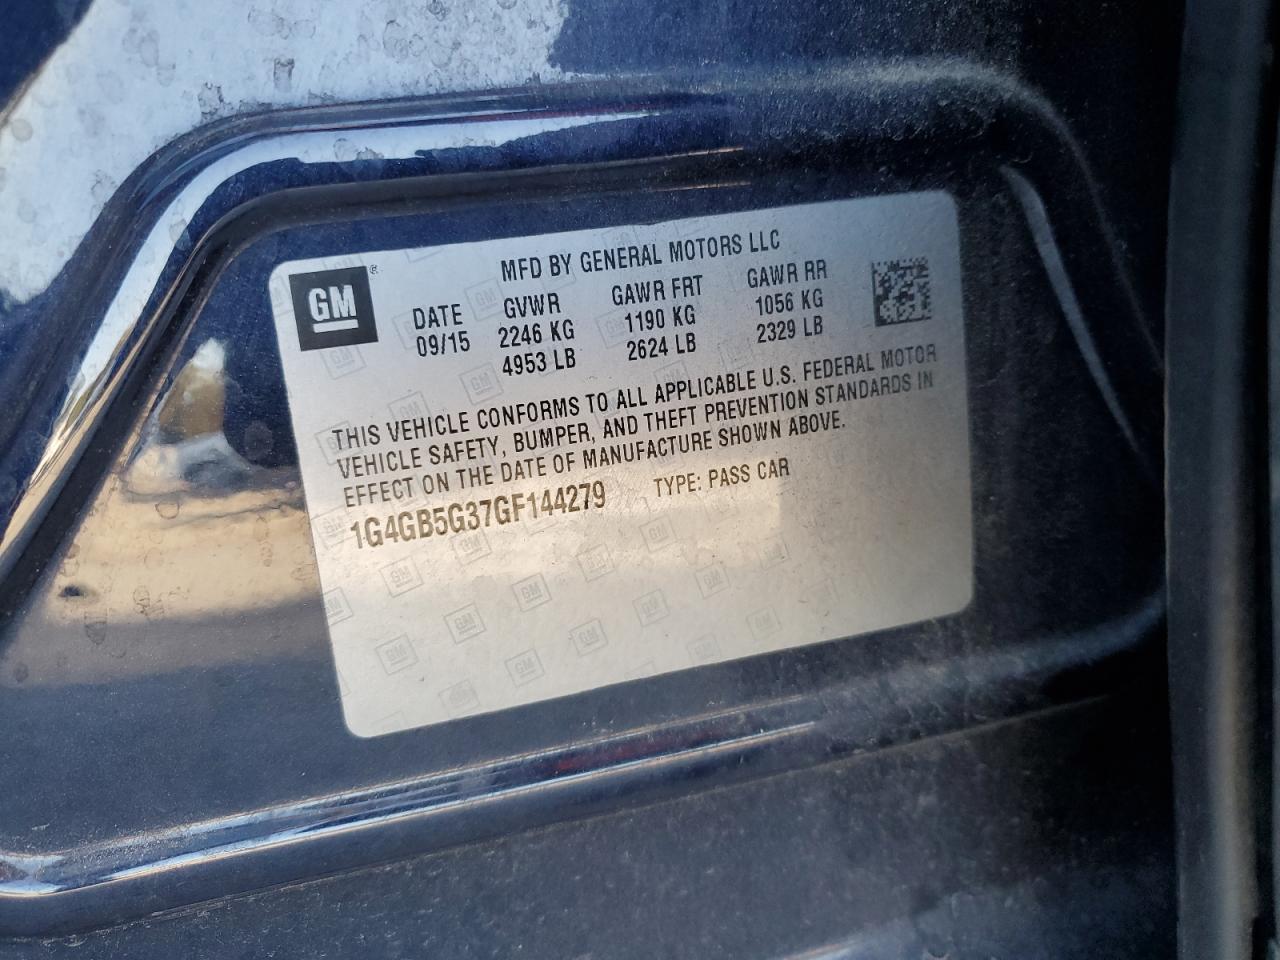 MFD BY GENERAL MOTORS LLC
GM ®
DATE GVWR GAWR FRT GAWR RR
09/15 2246 KG 1190 KG 1056 KG
4953 LB 2624 LB 2329 LB
THIS VEHICLE CONFORMS TO ALL APPLICABLE U.S. FEDERAL MOTOR
VEHICLE SAFETY, BUMPER, AND THEFT PREVENTION STANDARDS IN
EFFECT ON THE DATE OF MANUFACTURE SHOWN ABOVE.
1G4GB5G37GF144279 TYPE: PASS CAR